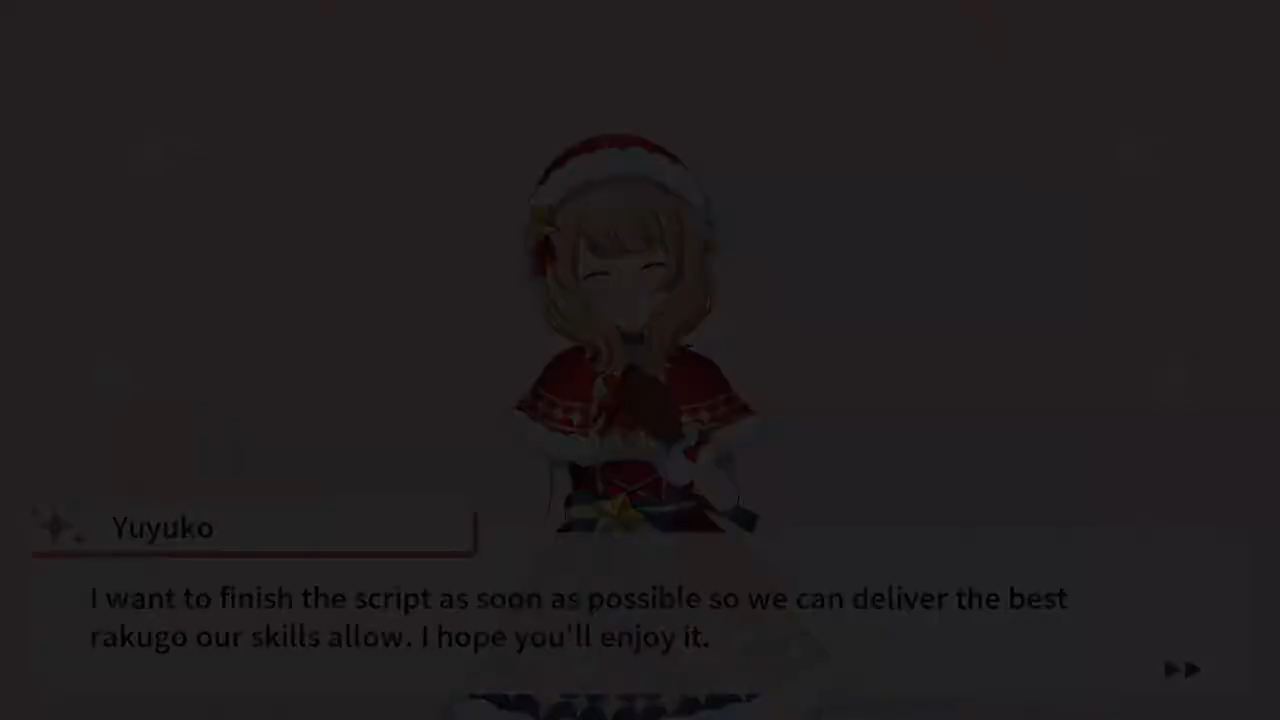 Yuyuko
I want to finish the script as soon as possible so we can deliver the best
rakugo our skills allow. I hope you'll enjoy it.